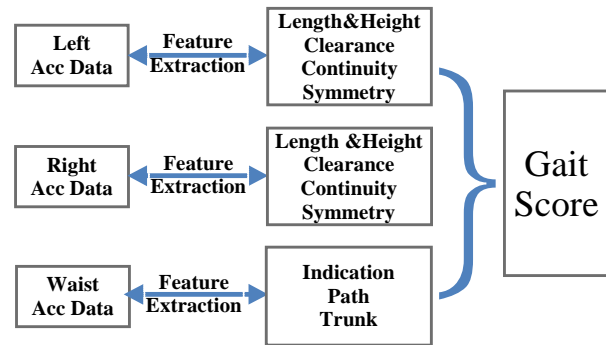 Left
Acc Data
Feature
Extraction
Length&Height
Clearance
Continuity
Symmetry
Right
Acc Data
Feature
Extraction
Length &Height
Clearance
Continuity
Symmetry
Waist
Acc Data
Feature
Extraction
Indication
Path
Trunk
Gait
Score